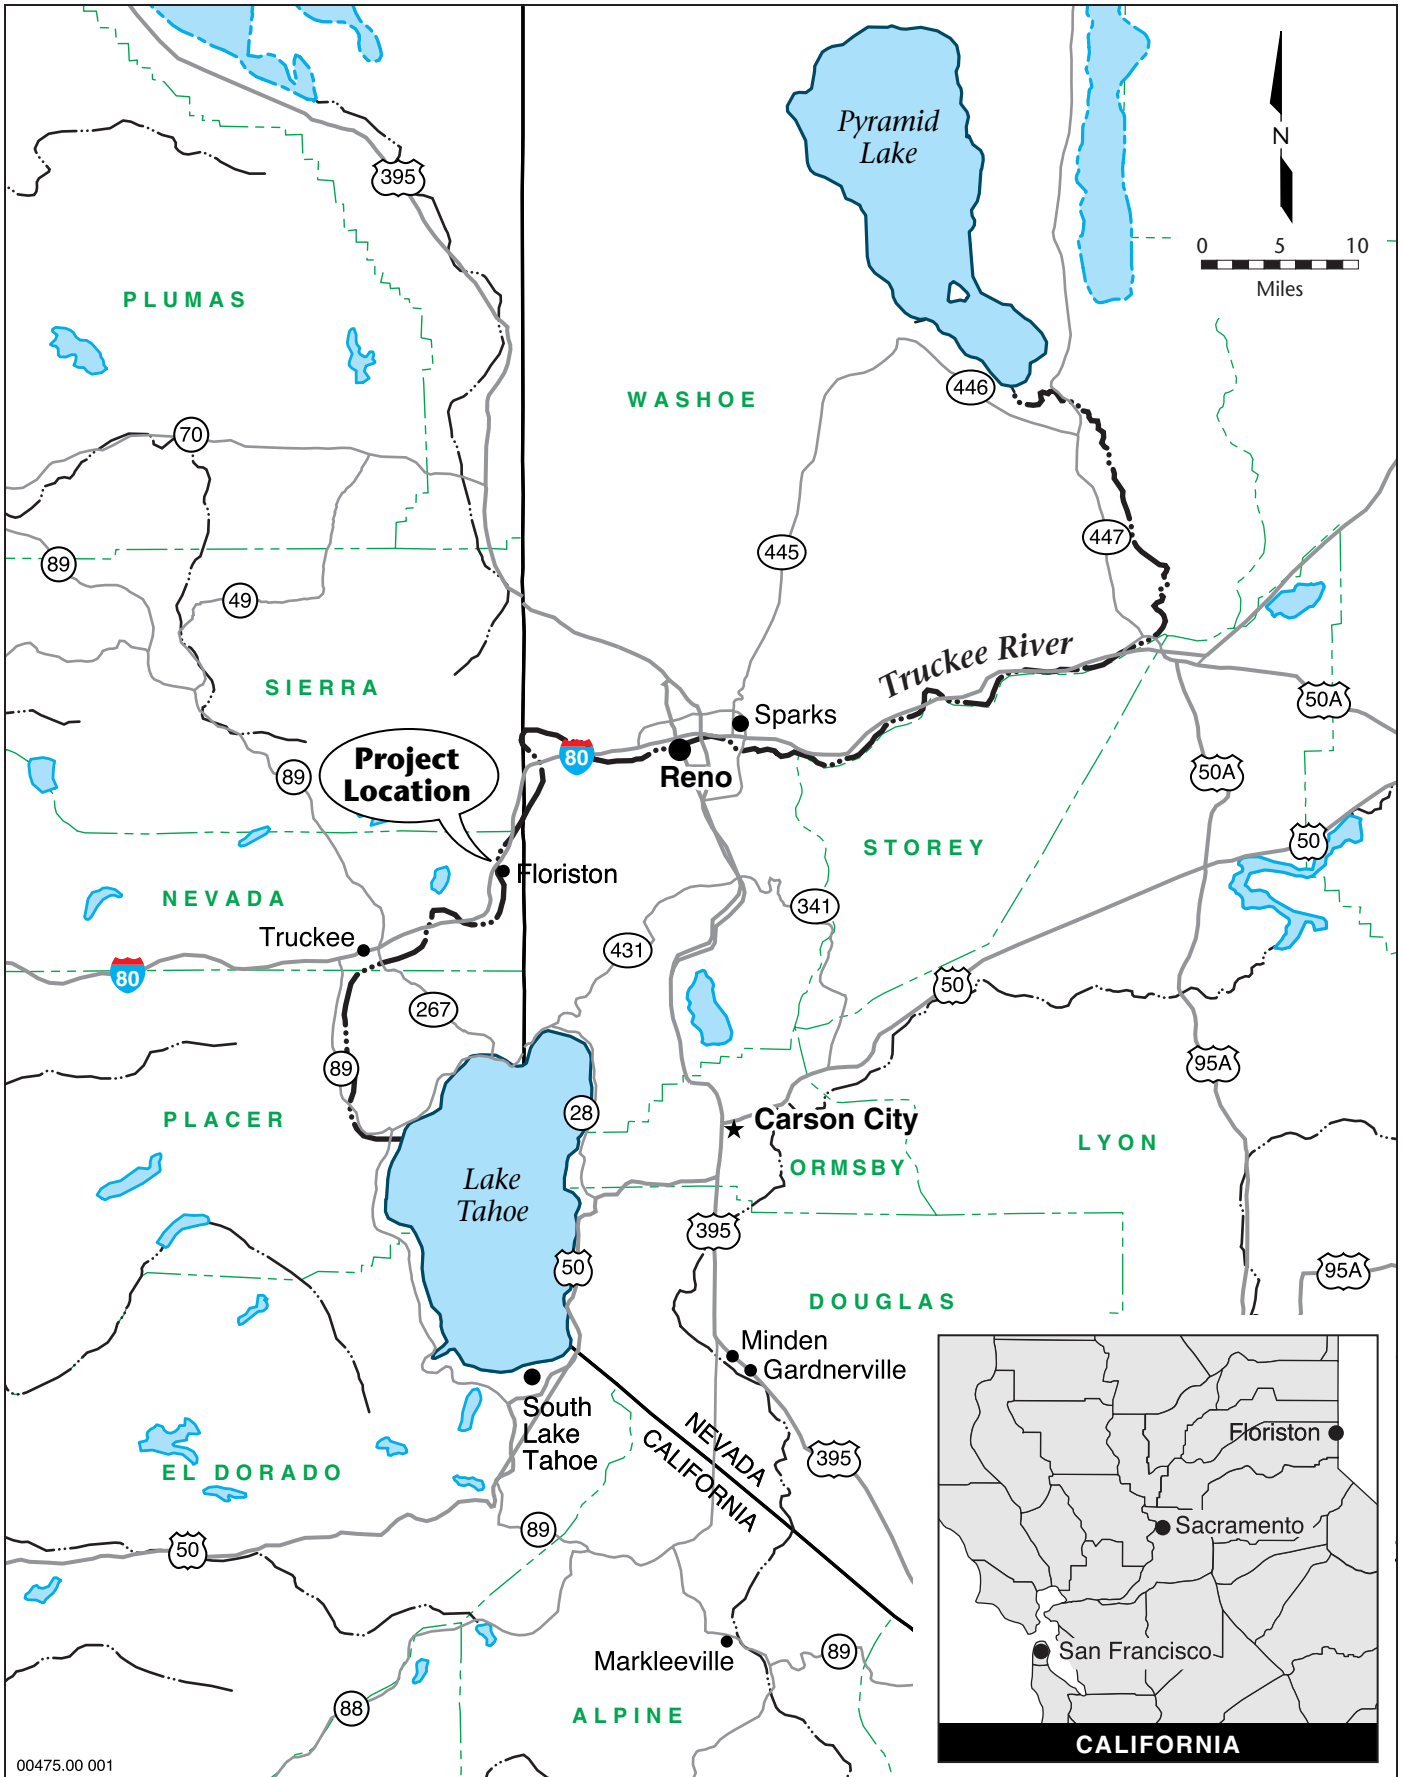 Pyramid
Lake
N
0 5 10
Miles
395
PLUMAS
WASHOE
446
70
445
447
89
49
Truckee River
SIERRA
50A
Sparks
80
Reno
Project
Location
89
50A
50
STOREY
Floriston
NEVADA
341
Truckee
431
80
50
267
89
95A
28
Carson City
PLACER
LYON
ORMSBY
Lake
Tahoe
395
50
95A
DOUGLAS
Minden
Gardnerville
South
Lake
Tahoe
NEVADA
CALIFORNIA
395
EL DORADO
89
50
Markleeville
89
88
ALPINE
Floriston
Sacramento
San Francisco
CALIFORNIA
00475.00 001